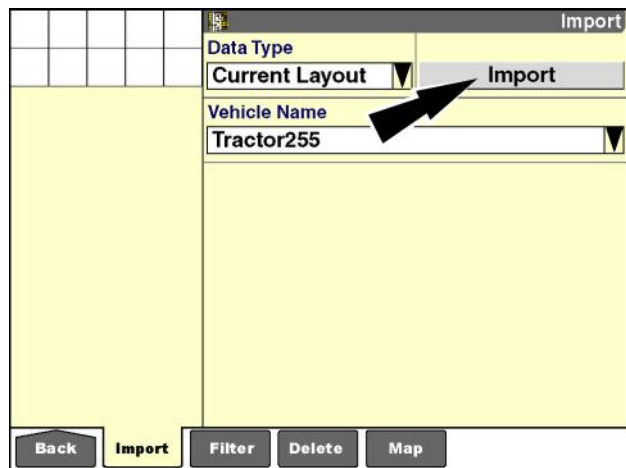 Import
Data Type
Current Layout
Import
Vehicle Name
Tractor255
Back Import Filter Delete Map